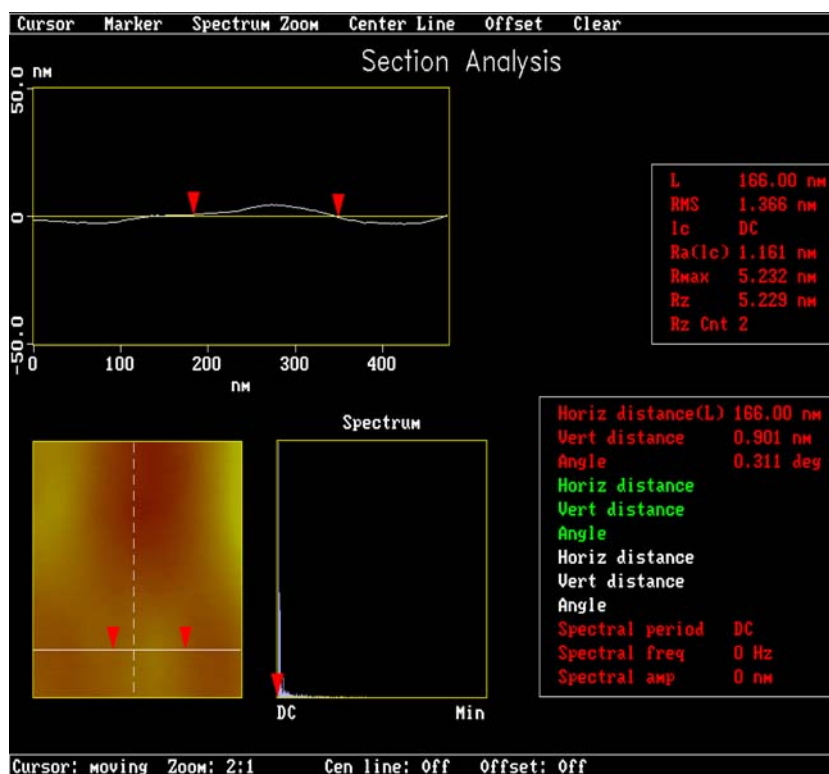 Cursor Marker Spectrum Zoom Center Line Offset Clear
Section Analysis
50.0 nm
0
-50.0
0 100 200 300 400
nm
L 166.00 nm
RMS 1.366 nm
lc DC
Ra(lc) 1.161 nm
Rmax 5.232 nm
Rz 5.229 nm
Rz Cnt 2
Spectrum
DC Min
Horiz distance(L) 166.00 nm
Vert distance 0.901 nm
Angle 0.311 deg
Horiz distance
Vert distance
Angle
Horiz distance
Vert distance
Angle
Spectral period DC
Spectral freq 0 Hz
Spectral amp 0 nm
Cursor: moving Zoom: 2:1 Cen line: Off Offset: Off